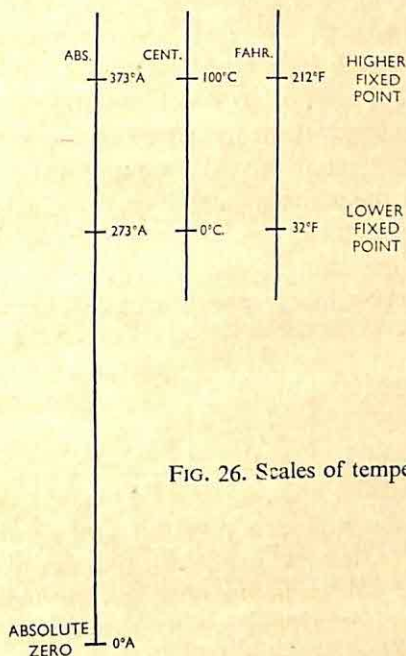 ABS. CENT. FAHR. HIGHER
373°A 100°C 212°F FIXED
POINT
LOWER
273°A 0°C. 32°F FIXED
POINT
FIG. 26. Scales of tempe
ABSOLUTE
ZERO 0°A